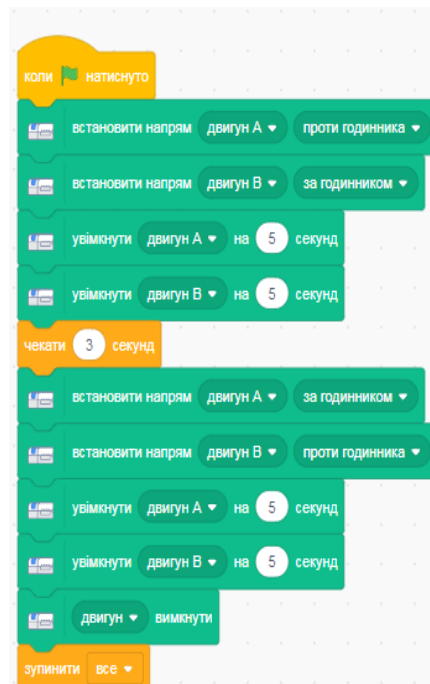 коли натиснуто
встановити напрям двигун A проти годинника
встановити напрям двигун B за годинником
увімкнути двигун A на 5 секунд
увімкнути двигун B на 5 секунд
чекати 3 секунд
встановити напрям двигун A за годинником
встановити напрям двигун B проти годинника
увімкнути двигун A на 5 секунд
увімкнути двигун B на 5 секунд
двигун вимкнути
зупинити все